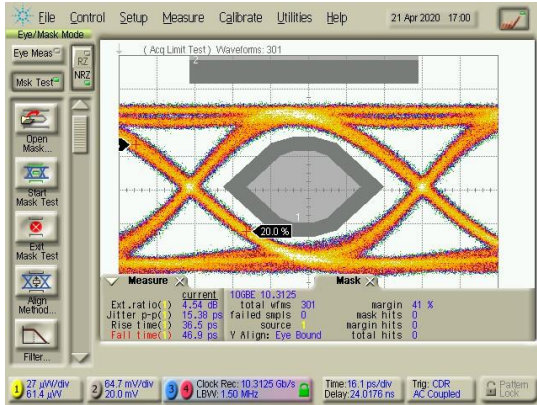 File Control Setup Measure Calibrate Utilities Help 21 Apr 2020 17:00
Eye/Mask Mode
Eye Meas
RZ
NRZ
Msk Test
( Acq Limit Test ) Waveforms: 301
2
Open
Mask...
Start
Mask Test
Exit
Mask Test
Align
Method...
Filter...
1
20.0 %
Measure
Mask
current
Ext.ratio(1) 4.54 dB
Jitter p-p(1) 15.38 ps
Rise time(1) 36.5 ps
Fall time(1) 46.9 ps
10GBE 10.3125
total wfms 301
failed smpls 0
source 1
Y Align: Eye Bound
margin 41 %
mask hits 0
margin hits 0
total hits 0
1 27 µW/div
61.4 µW
2 64.7 mV/div
20.0 mV
3 4 Clock Rec: 10.3125 Gb/s
LBW: 1.50 MHz
Time:16.1 ps/div
Delay:24.0176 ns
Trig: CDR
AC Coupled
Pattern
Lock